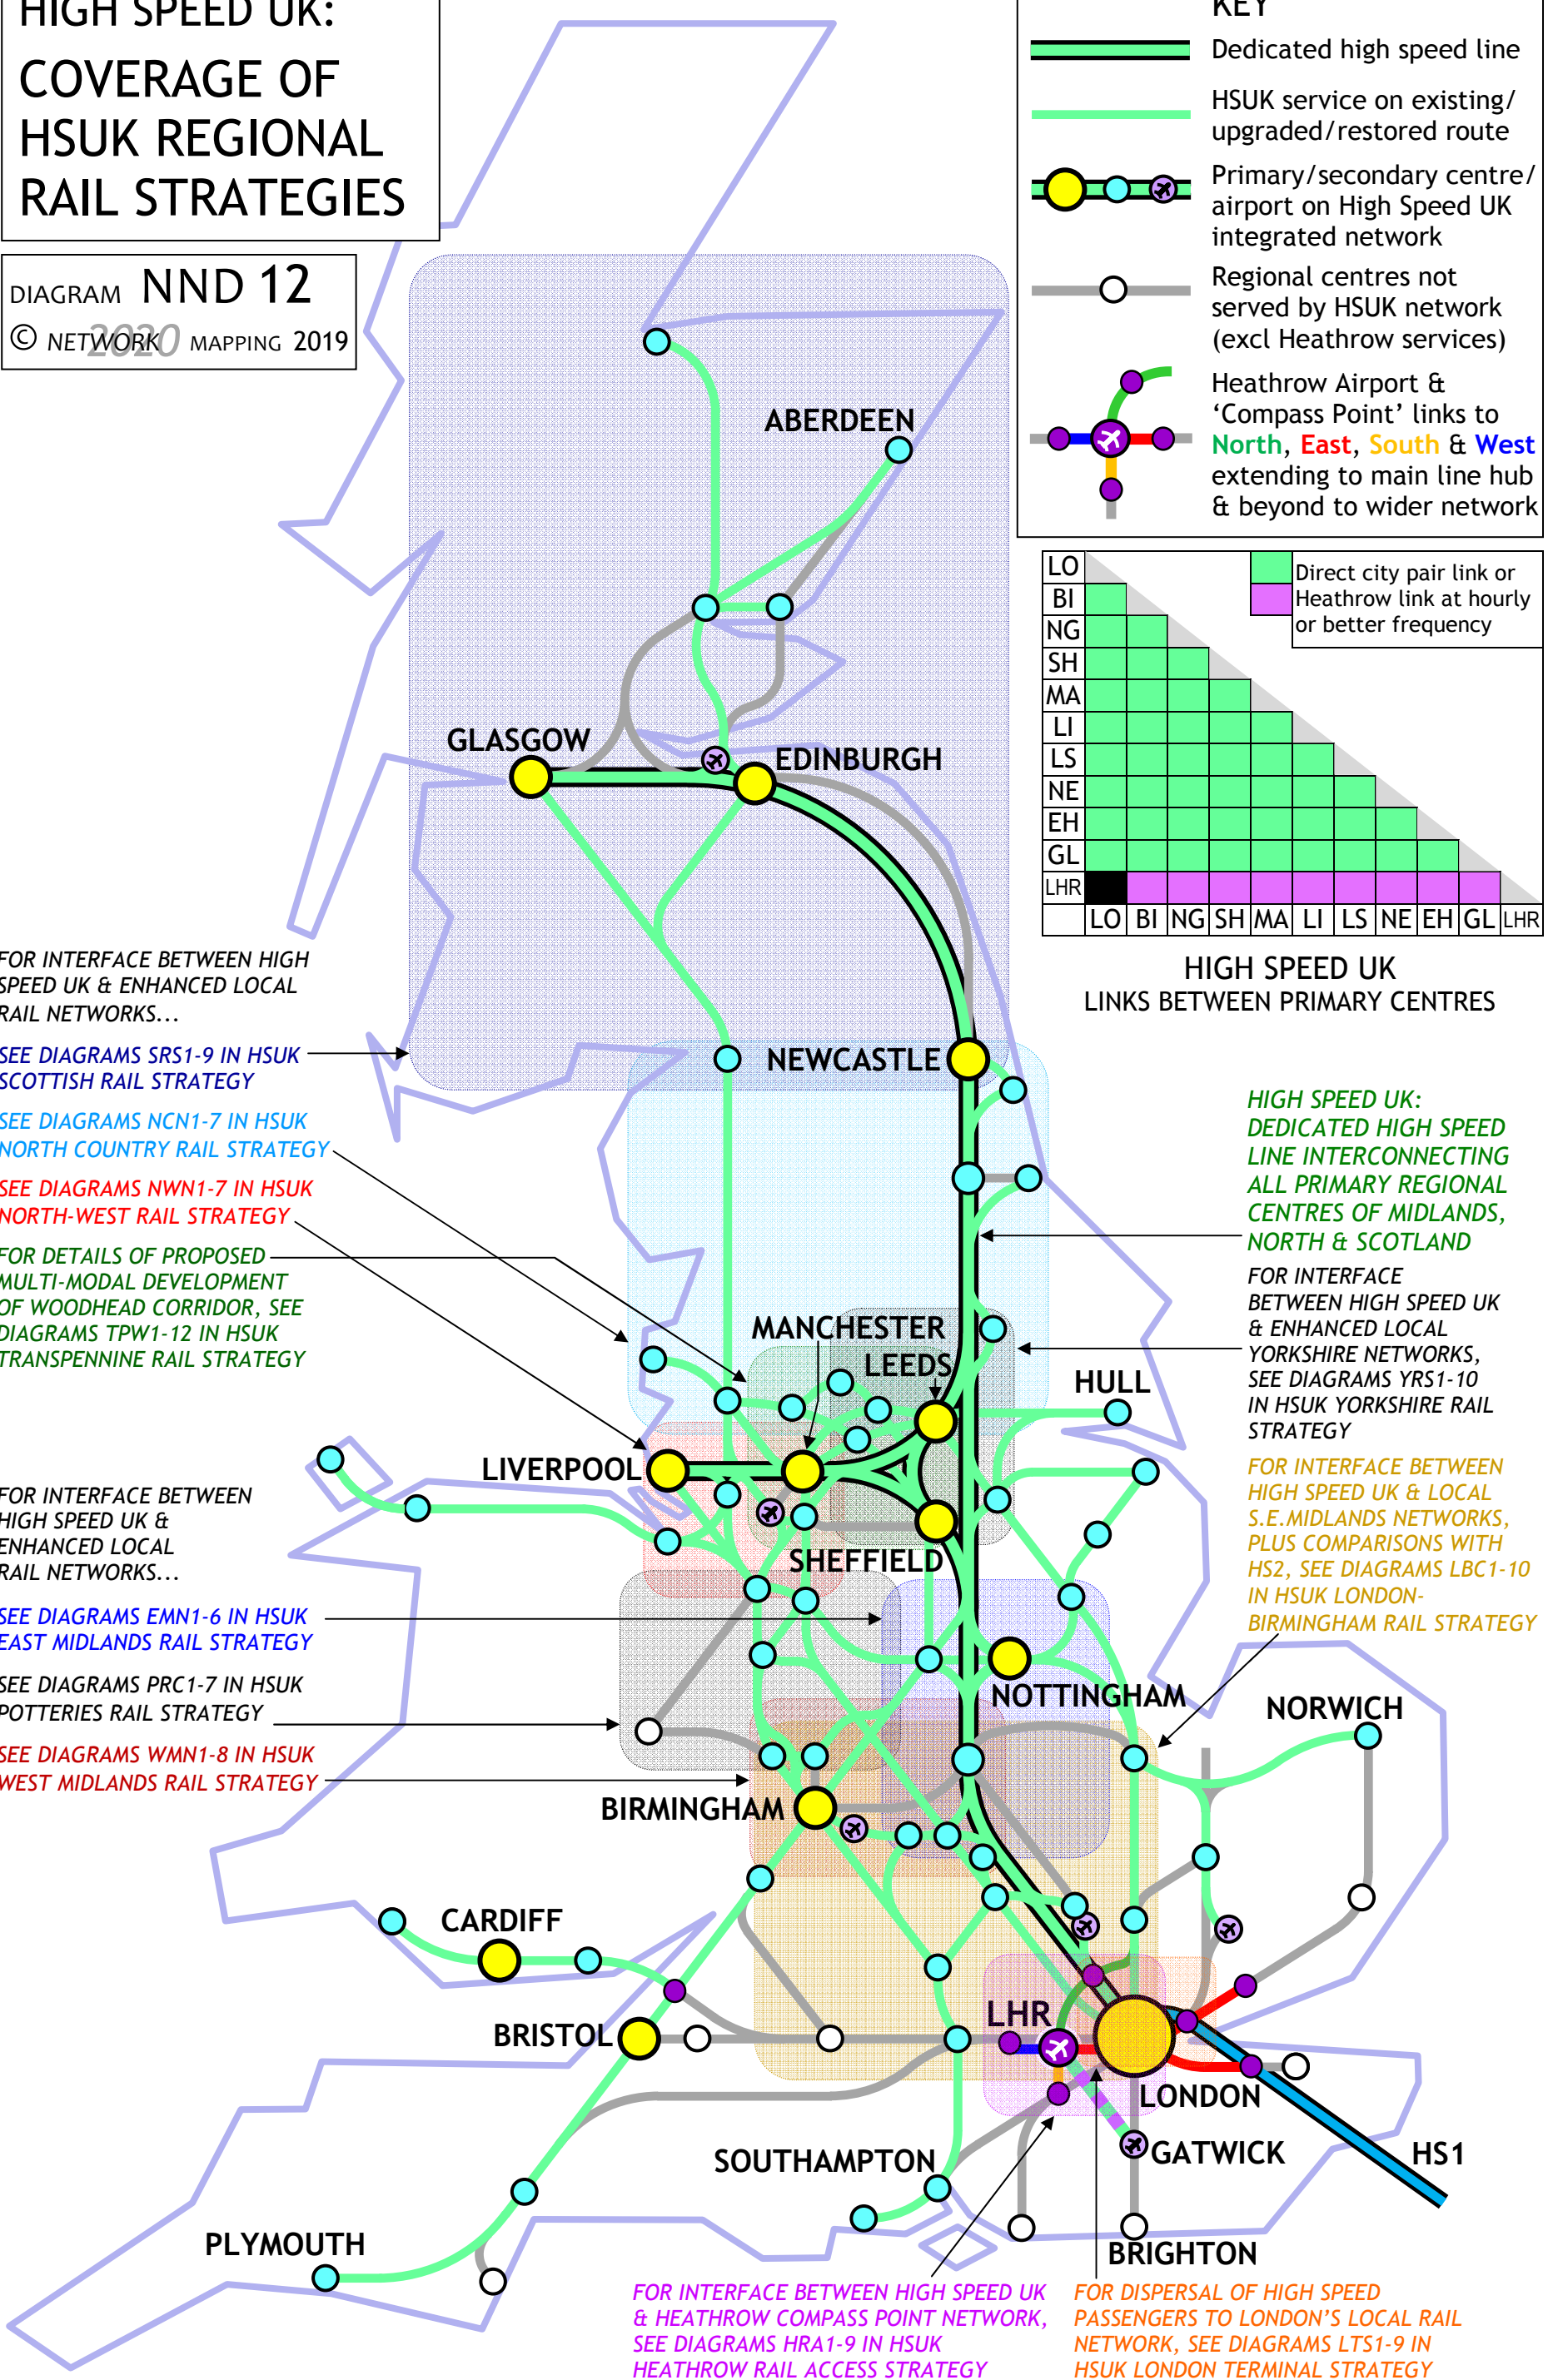 HIGH SPEED UK:
COVERAGE OF
HSUK REGIONAL
RAIL STRATEGIES
DIAGRAM NND 12
© NETWORK 2020 MAPPING 2019
KEY
Dedicated high speed line
HSUK service on existing/
upgraded/restored route
Primary/secondary centre/
airport on High Speed UK
integrated network
Regional centres not
served by HSUK network
(excl Heathrow services)
Heathrow Airport &
‘Compass Point’ links to
North, East, South & West
extending to main line hub
& beyond to wider network
LO
BI
NG
SH
MA
LI
LS
NE
EH
GL
LHR
LO BI NG SH MA LI LS NE EH GL LHR
Direct city pair link or
Heathrow link at hourly
or better frequency
HIGH SPEED UK
LINKS BETWEEN PRIMARY CENTRES
ABERDEEN
GLASGOW
EDINBURGH
NEWCASTLE
FOR INTERFACE BETWEEN HIGH
SPEED UK & ENHANCED LOCAL
RAIL NETWORKS...
SEE DIAGRAMS SRS1-9 IN HSUK
SCOTTISH RAIL STRATEGY
SEE DIAGRAMS NCN1-7 IN HSUK
NORTH COUNTRY RAIL STRATEGY
SEE DIAGRAMS NWN1-7 IN HSUK
NORTH-WEST RAIL STRATEGY
FOR DETAILS OF PROPOSED
MULTI-MODAL DEVELOPMENT
OF WOODHEAD CORRIDOR, SEE
DIAGRAMS TPW1-12 IN HSUK
TRANSPENNINE RAIL STRATEGY
HIGH SPEED UK:
DEDICATED HIGH SPEED
LINE INTERCONNECTING
ALL PRIMARY REGIONAL
CENTRES OF MIDLANDS,
NORTH & SCOTLAND
FOR INTERFACE
BETWEEN HIGH SPEED UK
& ENHANCED LOCAL
YORKSHIRE NETWORKS,
SEE DIAGRAMS YRS1-10
IN HSUK YORKSHIRE RAIL
STRATEGY
MANCHESTER
LEEDS
HULL
LIVERPOOL
SHEFFIELD
FOR INTERFACE BETWEEN
HIGH SPEED UK & LOCAL
S.E.MIDLANDS NETWORKS,
PLUS COMPARISONS WITH
HS2, SEE DIAGRAMS LBC1-10
IN HSUK LONDON-
BIRMINGHAM RAIL STRATEGY
FOR INTERFACE BETWEEN
HIGH SPEED UK &
ENHANCED LOCAL
RAIL NETWORKS...
SEE DIAGRAMS EMN1-6 IN HSUK
EAST MIDLANDS RAIL STRATEGY
SEE DIAGRAMS PRC1-7 IN HSUK
POTTERIES RAIL STRATEGY
SEE DIAGRAMS WMN1-8 IN HSUK
WEST MIDLANDS RAIL STRATEGY
NOTTINGHAM
NORWICH
BIRMINGHAM
CARDIFF
BRISTOL
LHR
LONDON
GATWICK
HS1
SOUTHAMPTON
PLYMOUTH
BRIGHTON
FOR INTERFACE BETWEEN HIGH SPEED UK
& HEATHROW COMPASS POINT NETWORK,
SEE DIAGRAMS HRA1-9 IN HSUK
HEATHROW RAIL ACCESS STRATEGY
FOR DISPERSAL OF HIGH SPEED
PASSENGERS TO LONDON’S LOCAL RAIL
NETWORK, SEE DIAGRAMS LTS1-9 IN
HSUK LONDON TERMINAL STRATEGY